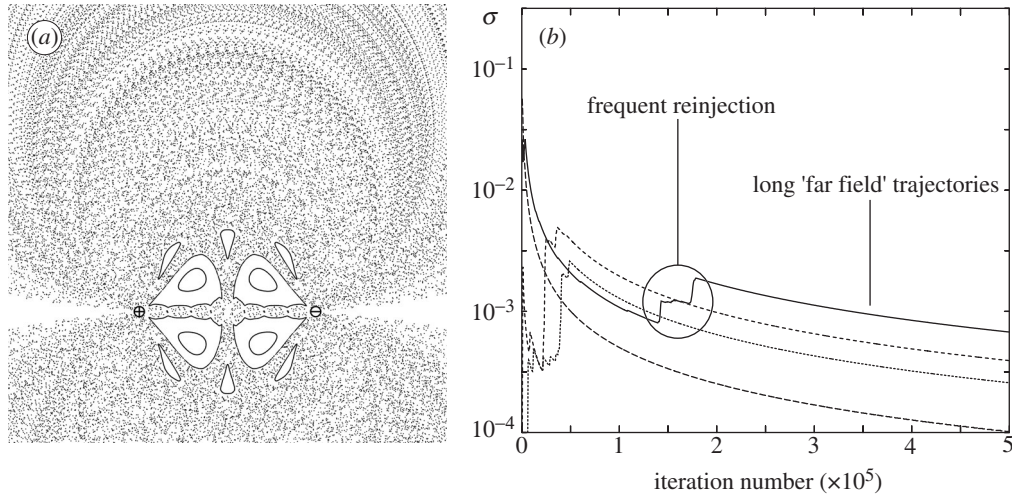 (a)
⊕
⊖
σ
(b)
10⁻¹
frequent reinjection
10⁻²
long 'far field' trajectories
10⁻³
10⁻⁴
0 1 2 3 4 5
iteration number (×10⁵)